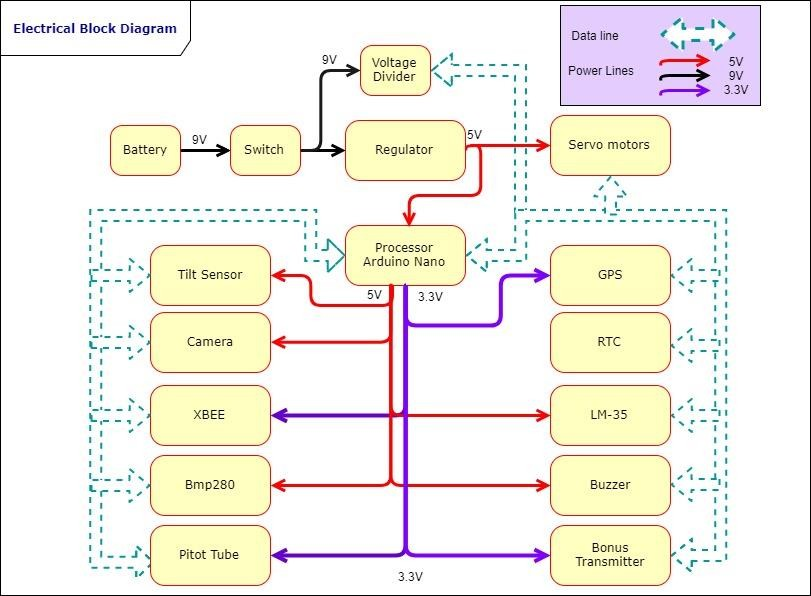 Electrical Block Diagram
Data line
Power Lines
5V
9V
3.3V
9V
Voltage
Divider
9V
Battery
Switch
Regulator
5V
Servo motors
Processor
Arduino Nano
5V
3.3V
Tilt Sensor
GPS
Camera
RTC
XBEE
LM-35
Bmp280
Buzzer
Pitot Tube
Bonus
Transmitter
3.3V